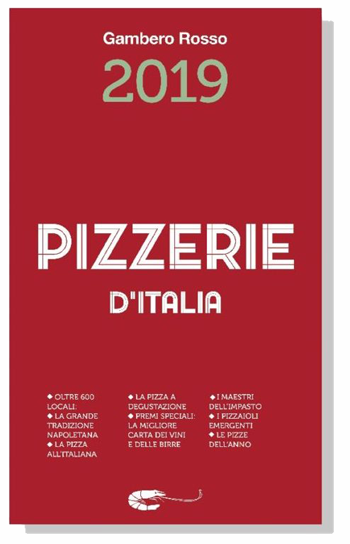 Gambero Rosso
2019
PIZZERIE
D'ITALIA
◆ OLTRE 600
LOCALI:
◆ LA GRANDE
TRADIZIONE
NAPOLETANA
◆ LA PIZZA
ALL'ITALIANA
◆ LA PIZZA A
DEGUSTAZIONE
◆ PREMI SPECIALI:
LA MIGLIORE
CARTA DEI VINI
E DELLE BIRRE
◆ I MAESTRI
DELL'IMPASTO
◆ I PIZZAIOLI
EMERGENTI
◆ LE PIZZE
DELL'ANNO